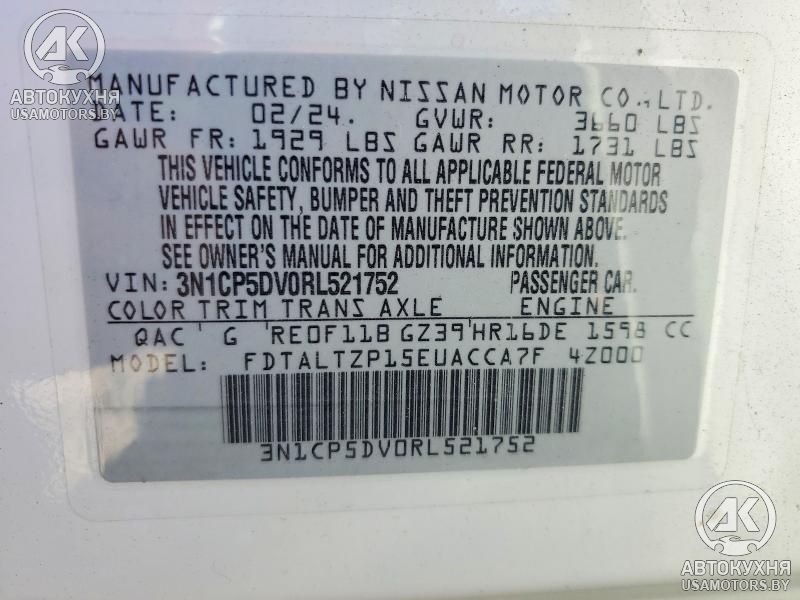 AK
АВТОКУХНЯ
USAMOTORS.BY
MANUFACTURED BY NISSAN MOTOR CO., LTD.
DATE: 02/24. GVWR: 3660 LBS
GAWR FR: 1929 LBS GAWR RR: 1731 LBS
THIS VEHICLE CONFORMS TO ALL APPLICABLE FEDERAL MOTOR
VEHICLE SAFETY, BUMPER AND THEFT PREVENTION STANDARDS
IN EFFECT ON THE DATE OF MANUFACTURE SHOWN ABOVE.
SEE OWNER'S MANUAL FOR ADDITIONAL INFORMATION.
VIN: 3N1CP5DV0RL521752 PASSENGER CAR.
COLOR TRIM TRANS AXLE ENGINE
QAC G RE0F11B GZ39 HR16DE 1598 CC
MODEL: FDTALTZP15EUACCA7F 4Z000
3N1CP5DV0RL521752
AK
АВТОКУХНЯ
USAMOTORS.BY